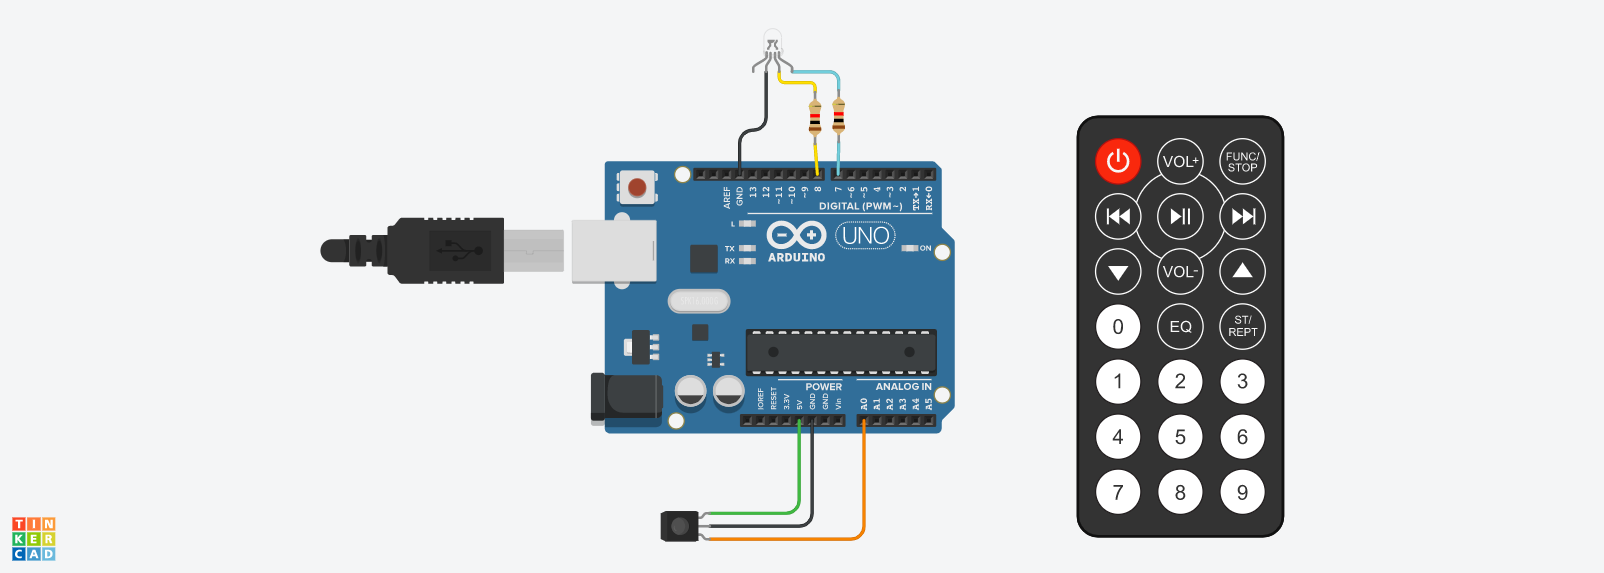 AREF
GND
13
12
~11
~10
~9
8
7
~6
~5
4
~3
2
TX→1
RX←0
DIGITAL (PWM~)
L
TX
RX
UNO
ON
ARDUINO
POWER
ANALOG IN
IOREF
RESET
3.3V
5V
GND
GND
Vin
A0
A1
A2
A3
A4
A5
VOL+
FUNC/
STOP
VOL-
0
EQ
ST/
REPT
1
2
3
4
5
6
7
8
9
TIN
KER
CAD